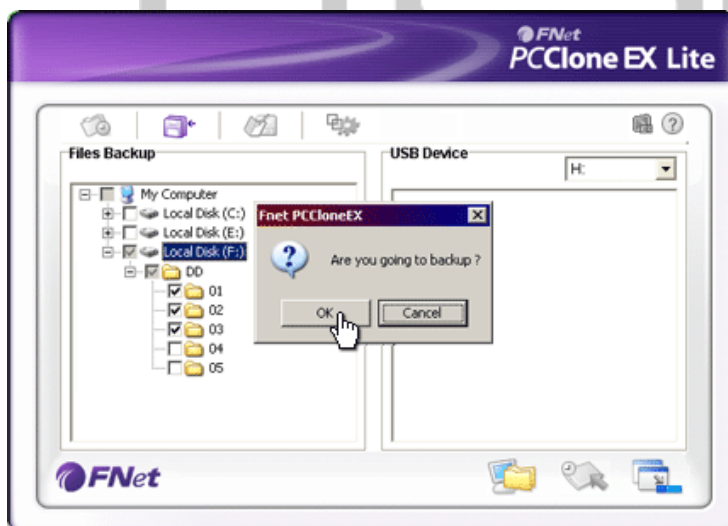 FNet
PCClone EX Lite
Files Backup
USB Device
H:
My Computer
Local Disk (C:)
Local Disk (E:)
Local Disk (F:)
DD
01
02
03
04
05
Fnet PCCloneEX
Are you going to backup ?
OK
Cancel
FNet